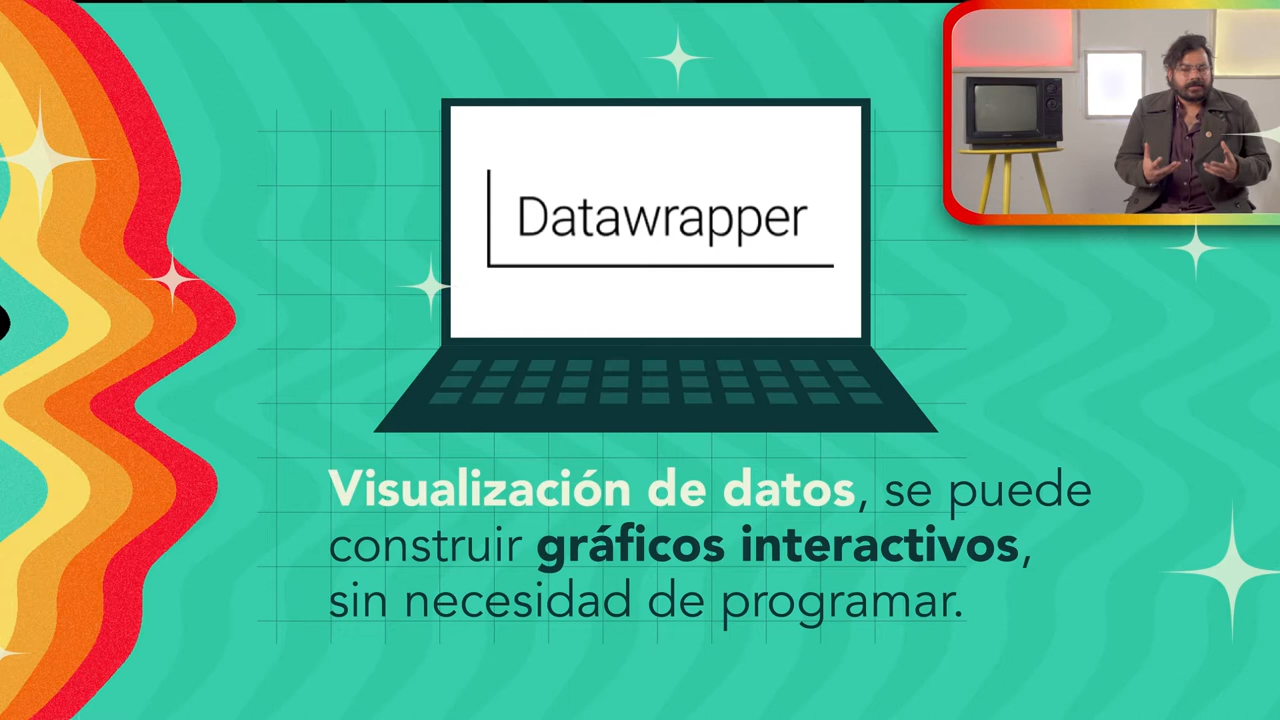 Datawrapper
Visualización de datos, se puede
construir gráficos interactivos,
sin necesidad de programar.